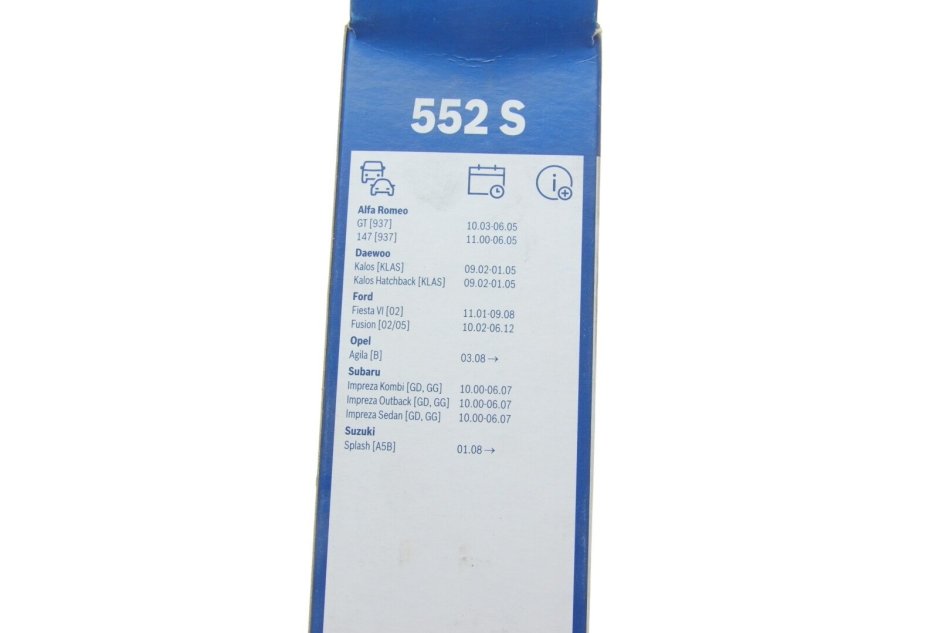 552 S
Alfa Romeo
GT [937] 10.03-06.05
147 [937] 11.00-06.05
Daewoo
Kalos [KLAS] 09.02-01.05
Kalos Hatchback [KLAS] 09.02-01.05
Ford
Fiesta VI [02] 11.01-09.08
Fusion [02/05] 10.02-06.12
Opel
Agila [B] 03.08 →
Subaru
Impreza Kombi [GD, GG] 10.00-06.07
Impreza Outback [GD, GG] 10.00-06.07
Impreza Sedan [GD, GG] 10.00-06.07
Suzuki
Splash [A5B] 01.08 →